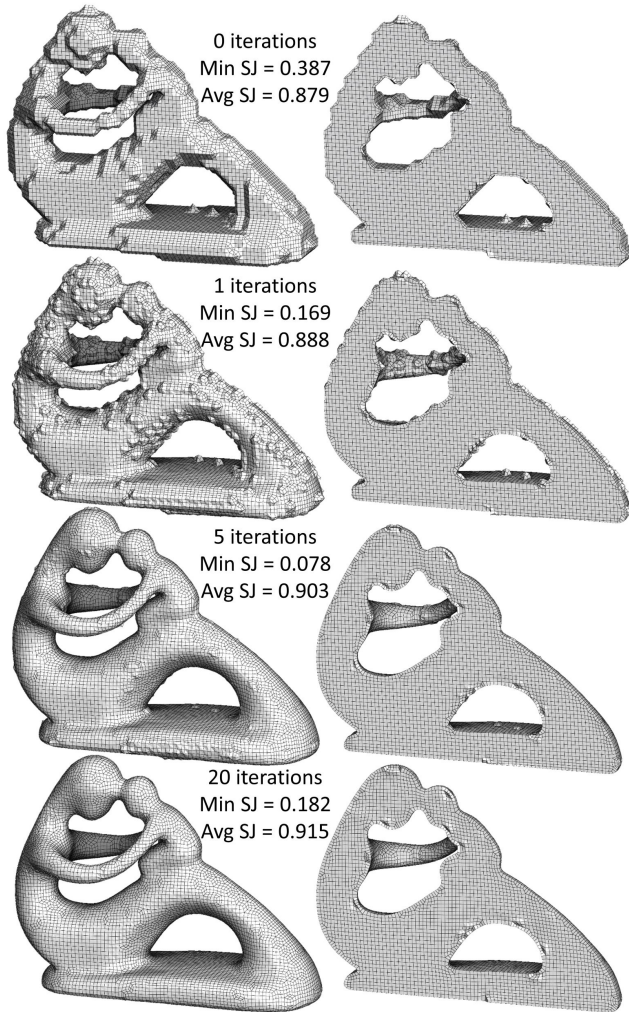 0 iterations
Min SJ = 0.387
Avg SJ = 0.879
1 iterations
Min SJ = 0.169
Avg SJ = 0.888
5 iterations
Min SJ = 0.078
Avg SJ = 0.903
20 iterations
Min SJ = 0.182
Avg SJ = 0.915